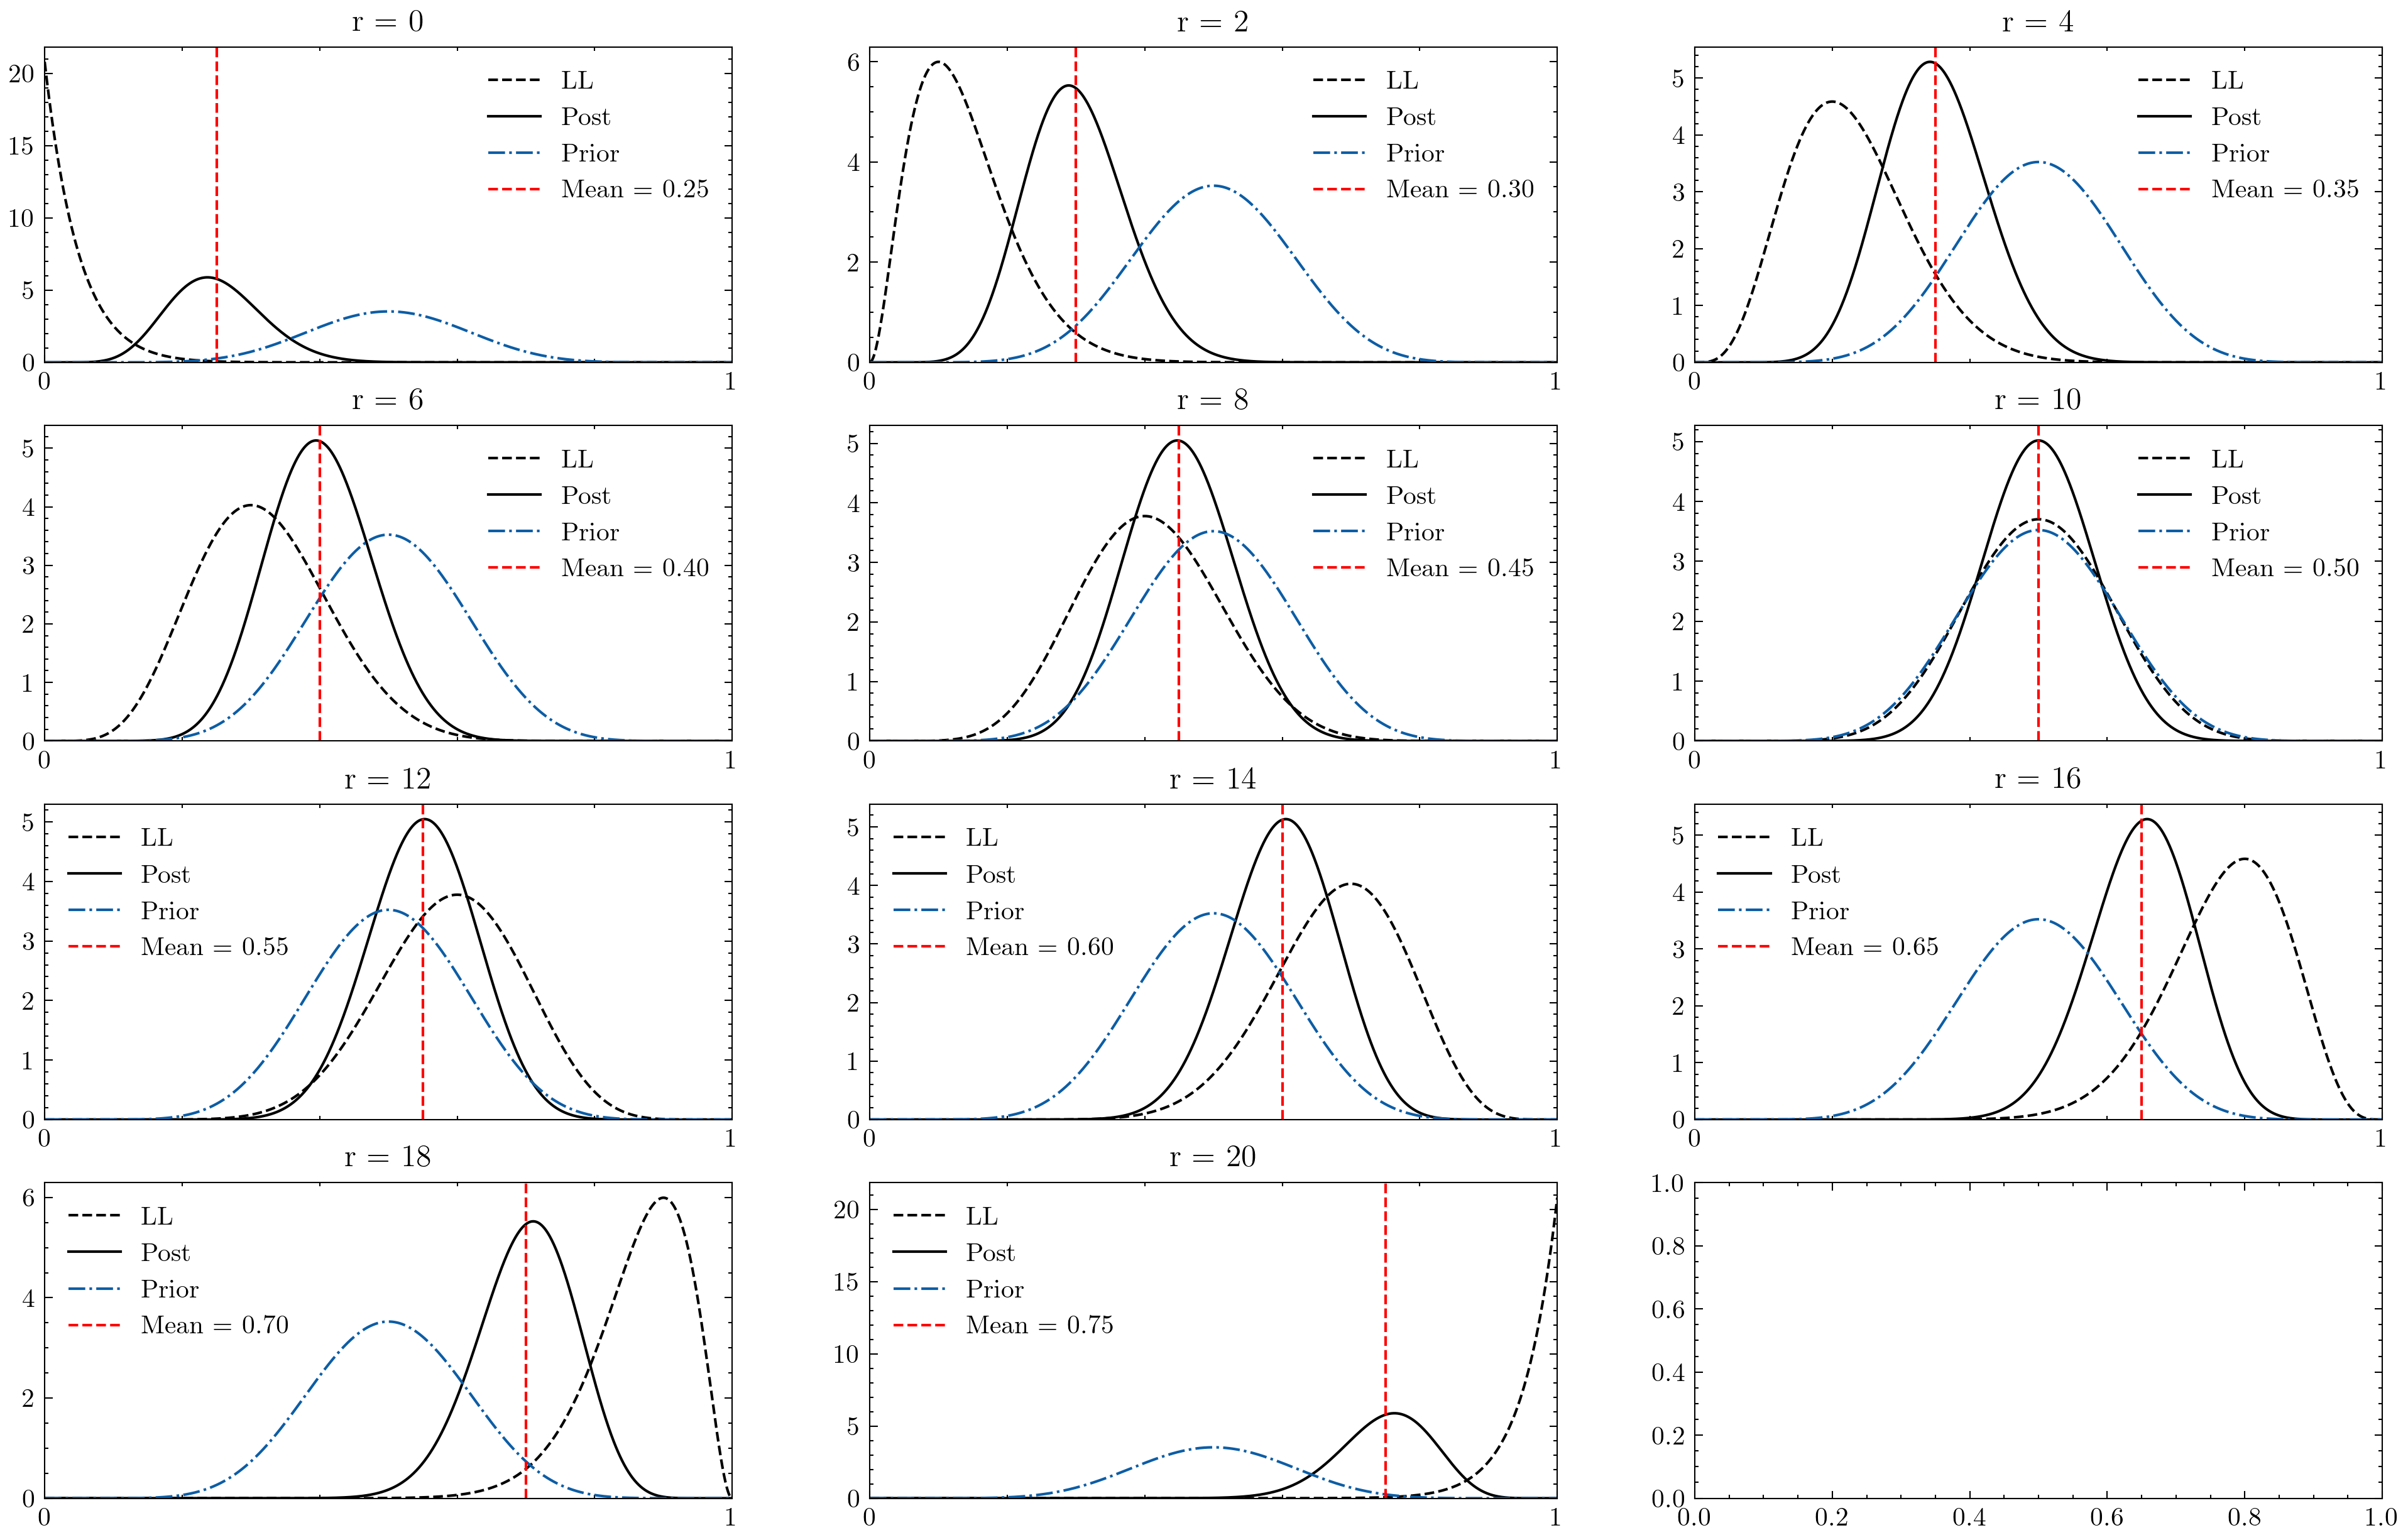 r = 0
20
15
10
5
0
0
1
LL
Post
Prior
Mean = 0.25
r = 2
6
4
2
0
0
1
LL
Post
Prior
Mean = 0.30
r = 4
5
4
3
2
1
0
0
1
LL
Post
Prior
Mean = 0.35
r = 6
5
4
3
2
1
0
0
1
LL
Post
Prior
Mean = 0.40
r = 8
5
4
3
2
1
0
0
1
LL
Post
Prior
Mean = 0.45
r = 10
5
4
3
2
1
0
0
1
LL
Post
Prior
Mean = 0.50
r = 12
5
4
3
2
1
0
0
1
LL
Post
Prior
Mean = 0.55
r = 14
5
4
3
2
1
0
0
1
LL
Post
Prior
Mean = 0.60
r = 16
5
4
3
2
1
0
0
1
LL
Post
Prior
Mean = 0.65
r = 18
6
4
2
0
0
1
LL
Post
Prior
Mean = 0.70
r = 20
20
15
10
5
0
0
1
LL
Post
Prior
Mean = 0.75
1.0
0.8
0.6
0.4
0.2
0.0
0.0 0.2 0.4 0.6 0.8 1.0